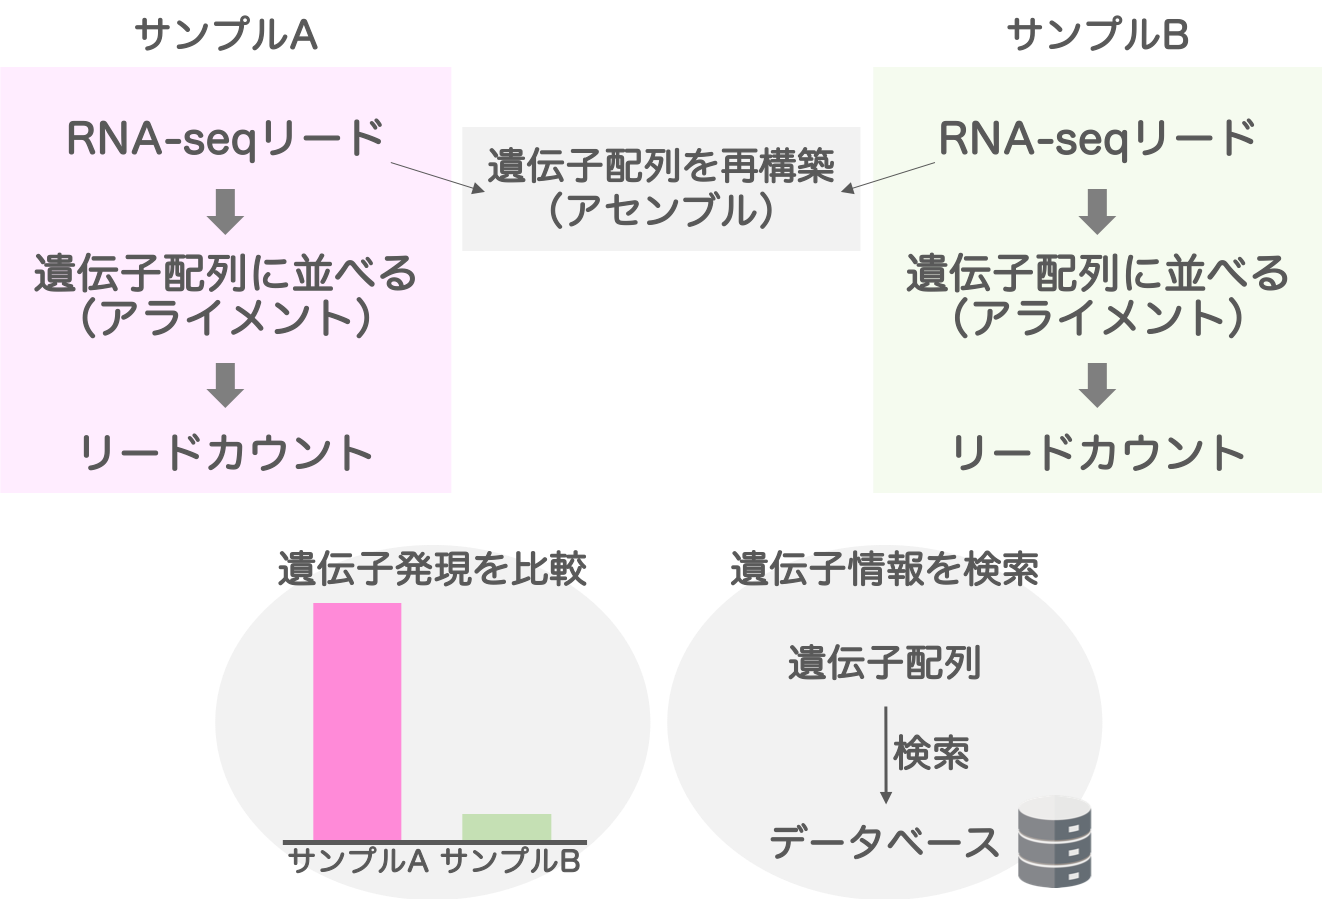 サンプルA
サンプルB
RNA-seqリード
遺伝子配列に並べる
（アライメント）
リードカウント
遺伝子配列を再構築
（アセンブル）
RNA-seqリード
遺伝子配列に並べる
（アライメント）
リードカウント
遺伝子発現を比較
サンプルA サンプルB
遺伝子情報を検索
遺伝子配列
検索
データベース